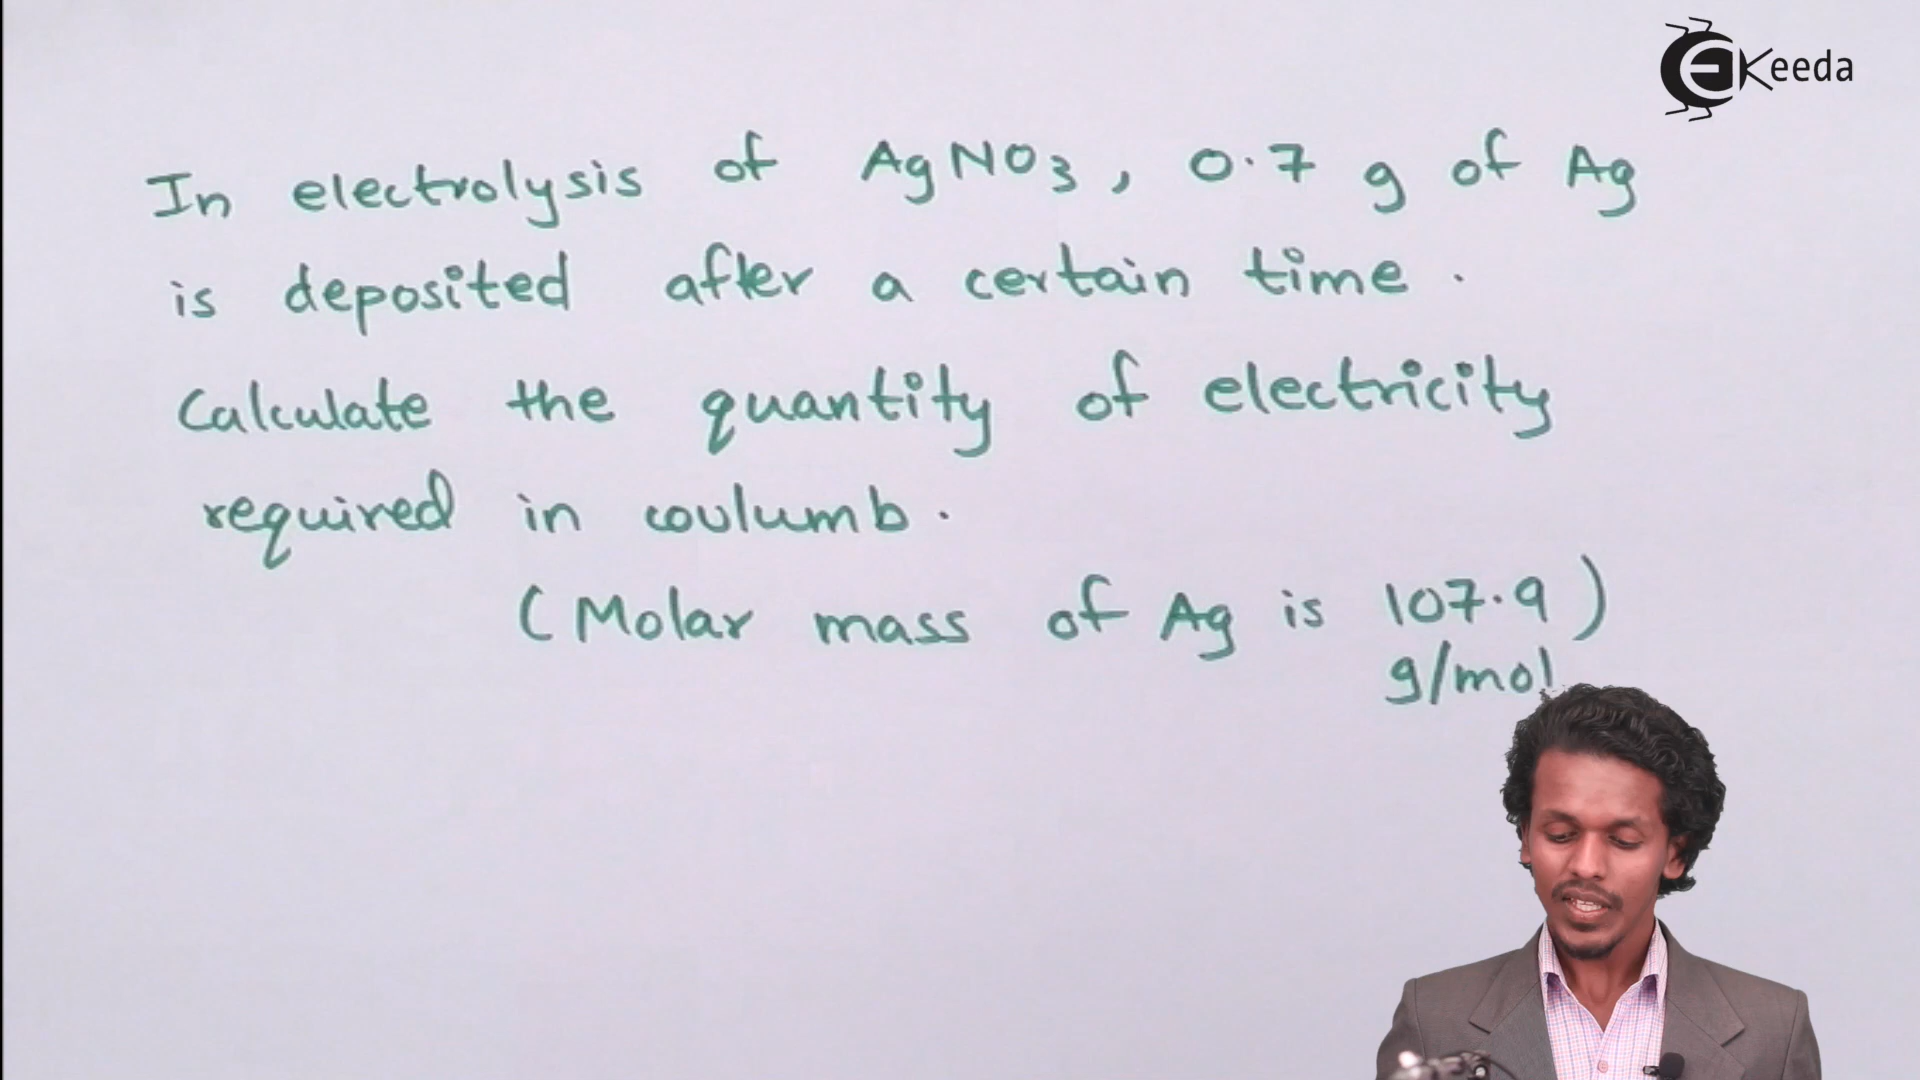 EKeeda
In electrolysis of AgNO3, 0.7 g of Ag
is deposited after a certain time.
Calculate the quantity of electricity
required in coulumb.
(Molar mass of Ag is 107.9)
g/mol